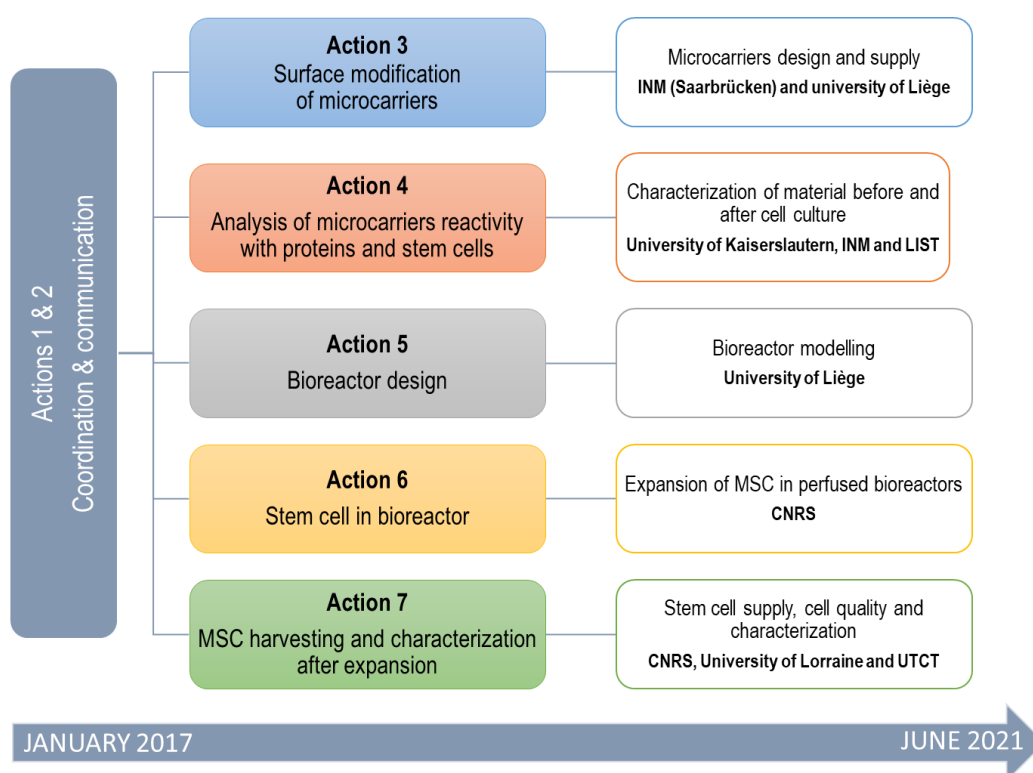 Actions 1 & 2
Coordination & communication
Action 3
Surface modification
of microcarriers
Microcarriers design and supply
INM (Saarbrücken) and university of Liège
Action 4
Analysis of microcarriers reactivity
with proteins and stem cells
Characterization of material before and
after cell culture
University of Kaiserslautern, INM and LIST
Action 5
Bioreactor design
Bioreactor modelling
University of Liège
Action 6
Stem cell in bioreactor
Expansion of MSC in perfused bioreactors
CNRS
Action 7
MSC harvesting and characterization
after expansion
Stem cell supply, cell quality and
characterization
CNRS, University of Lorraine and UTCT
JANUARY 2017
JUNE 2021